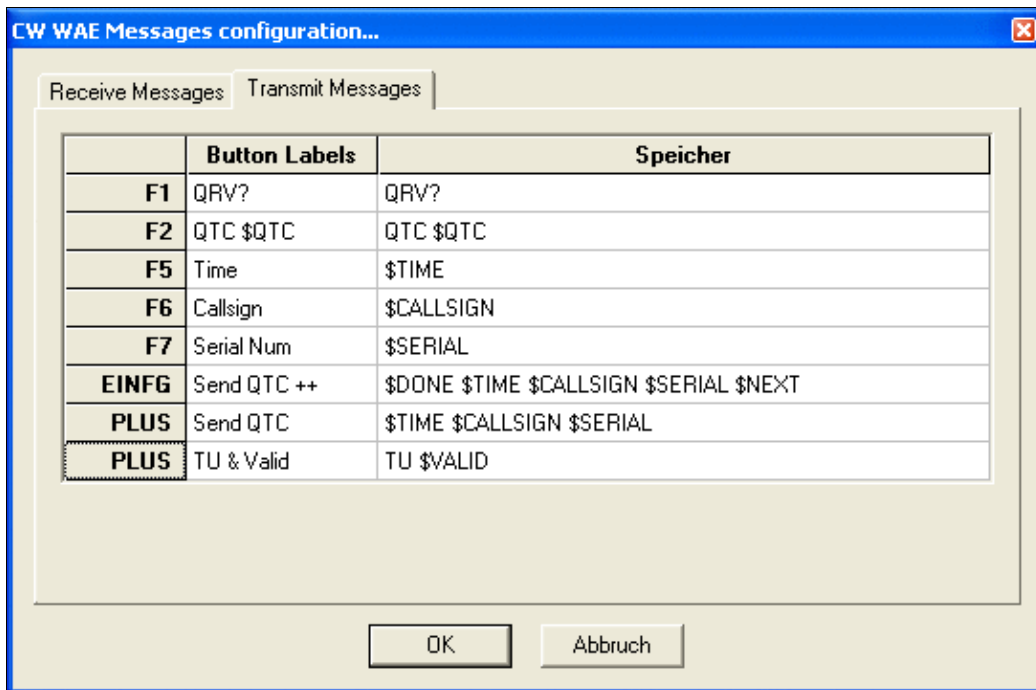 CW WAE Messages configuration...
Receive Messages Transmit Messages
Button Labels Speicher
F1 QRV? QRV?
F2 QTC $QTC QTC $QTC
F5 Time $TIME
F6 Callsign $CALLSIGN
F7 Serial Num $SERIAL
EINFG Send QTC ++ $DONE $TIME $CALLSIGN $SERIAL $NEXT
PLUS Send QTC $TIME $CALLSIGN $SERIAL
PLUS TU & Valid TU $VALID
OK Abbruch